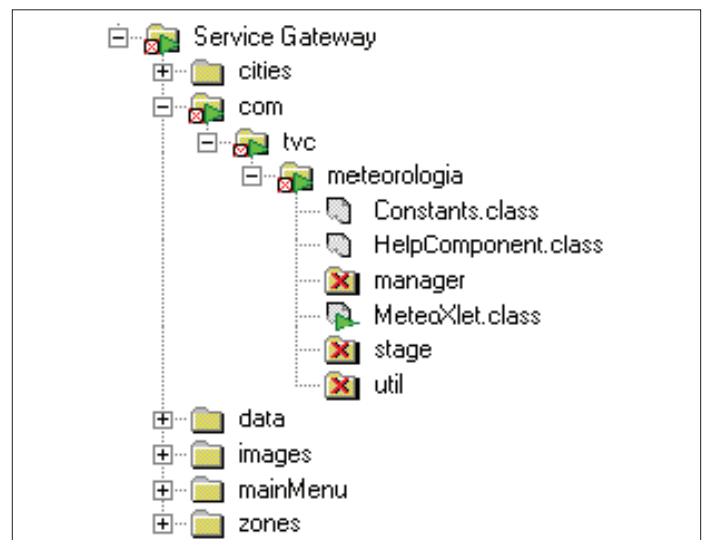 Service Gateway
cities
com
tvc
meteorologia
Constants.class
HelpComponent.class
manager
MeteoXlet.class
stage
util
data
images
mainMenu
zones